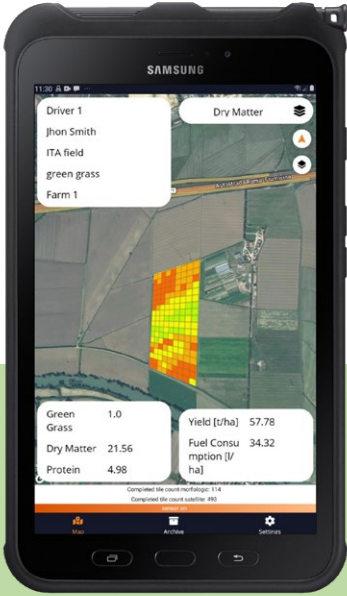 SAMSUNG
11:30
Driver 1
Jhon Smith
ITA field
green grass
Farm 1
Dry Matter
Green
Grass
1.0
Dry Matter 21.56
Protein 4.98
Yield [t/ha] 57.78
Fuel Consu
mption [l/
ha]
34.32
Completed tile count morfologic: 114
Completed tile count satellite: 493
Map
Archive
Settings